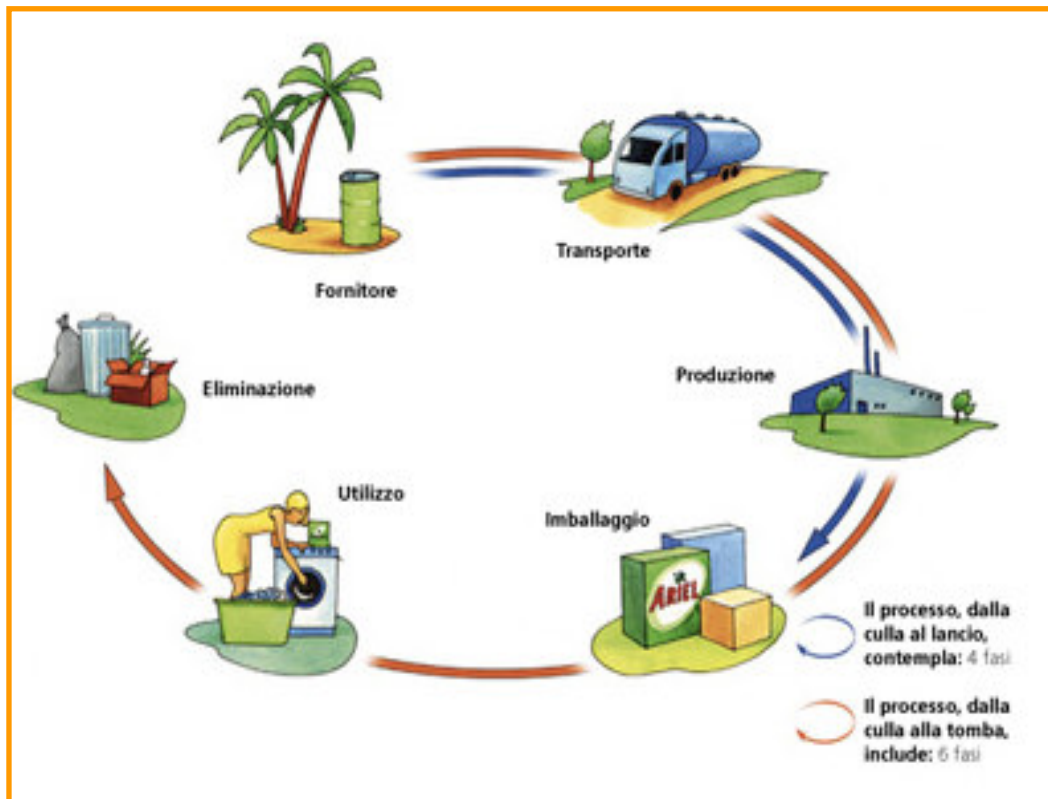 Transporte
Fornitore
Produzione
Eliminazione
Utilizzo
Imballaggio
ARIEL
Il processo, dalla
culla al lancio,
contempla: 4 fasi
Il processo, dalla
culla alla tomba,
include: 6 fasi